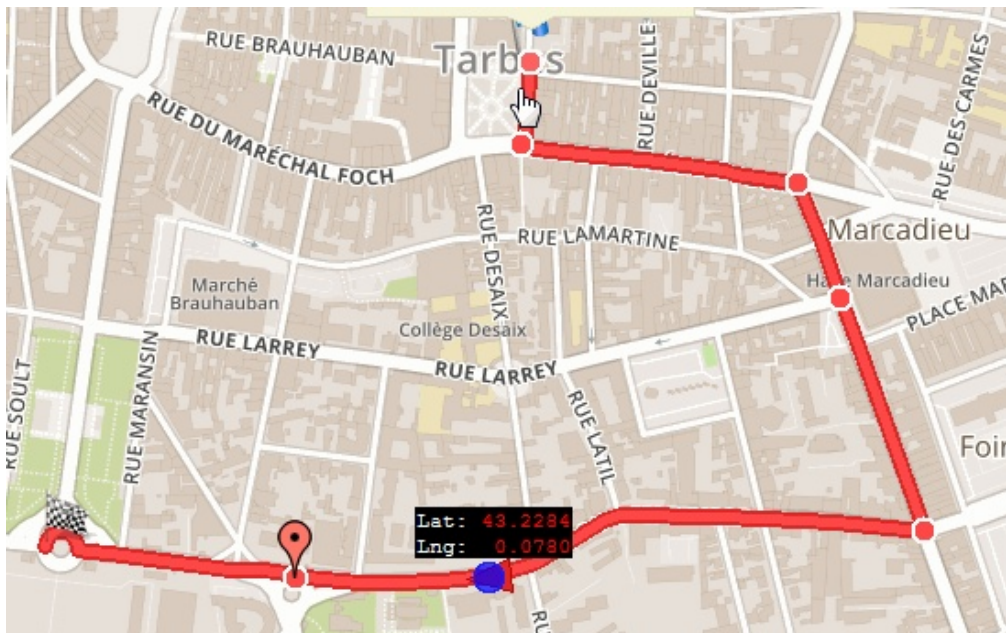 RUE BRAUHAUBAN
Tarbes
RUE DEVILLE
RUE DES CARMES
RUE DU MARÉCHAL FOCH
Marcadieu
RUE LAMARTINE
RUE DESAIX
Marché
Brauhauban
Halle Marcadieu
PLACE MAR
Collège Desaix
RUE LARREY
RUE LARREY
RUE SOULT
RUE MARANSIN
RUE LATIL
Foir
Lat: 43.2284
Lng: 0.0780
RU